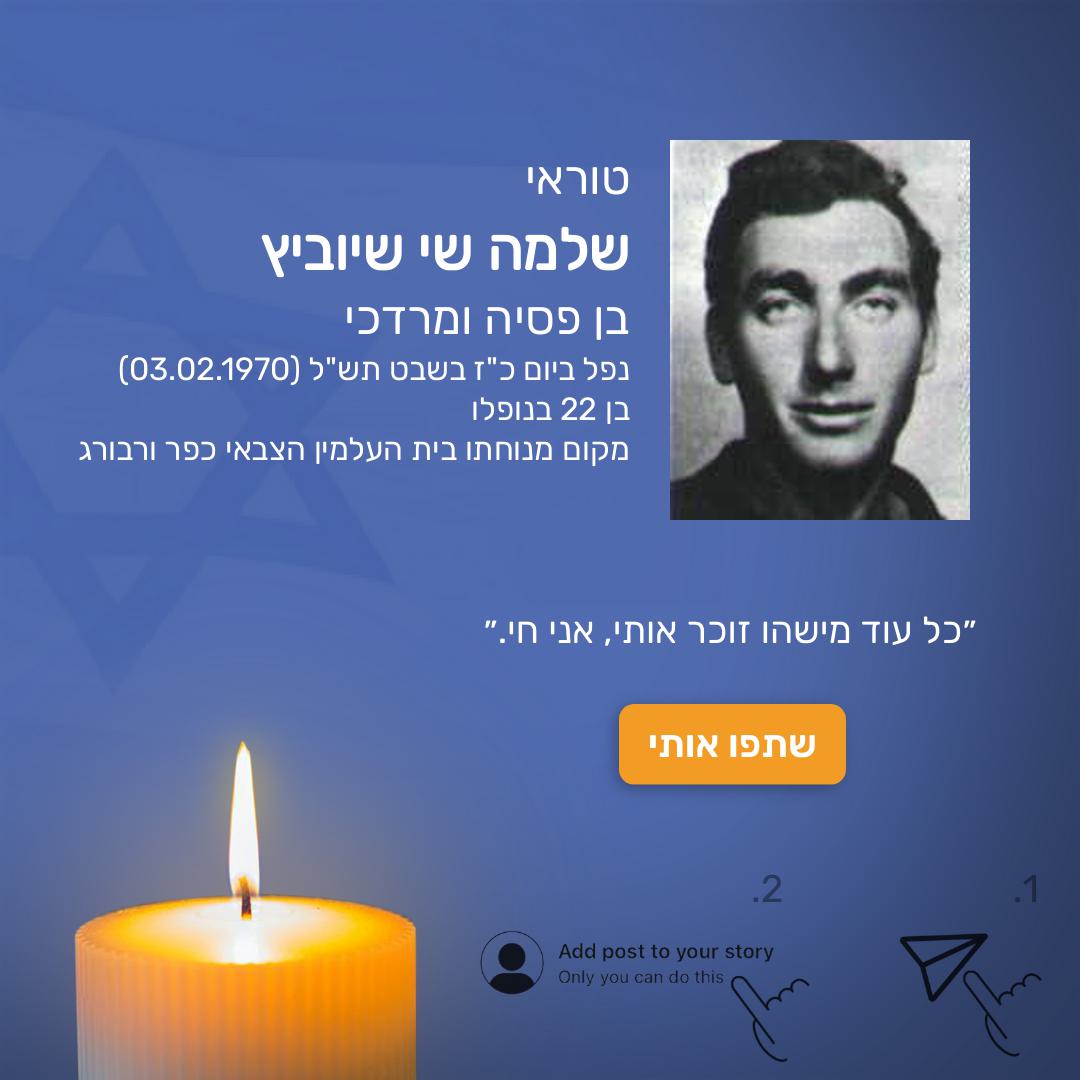 טוראי
שלמה שי שיוביץ
בן פסיה ומרדכי
נפל ביום כ"ז בשבט תש"ל (03.02.1970)
בן 22 בנופלו
מקום מנוחתו בית העלמין הצבאי כפר ורבורג
״כל עוד מישהו זוכר אותי, אני חי.״
שתפו אותי
.1
.2
Add post to your story
Only you can do this